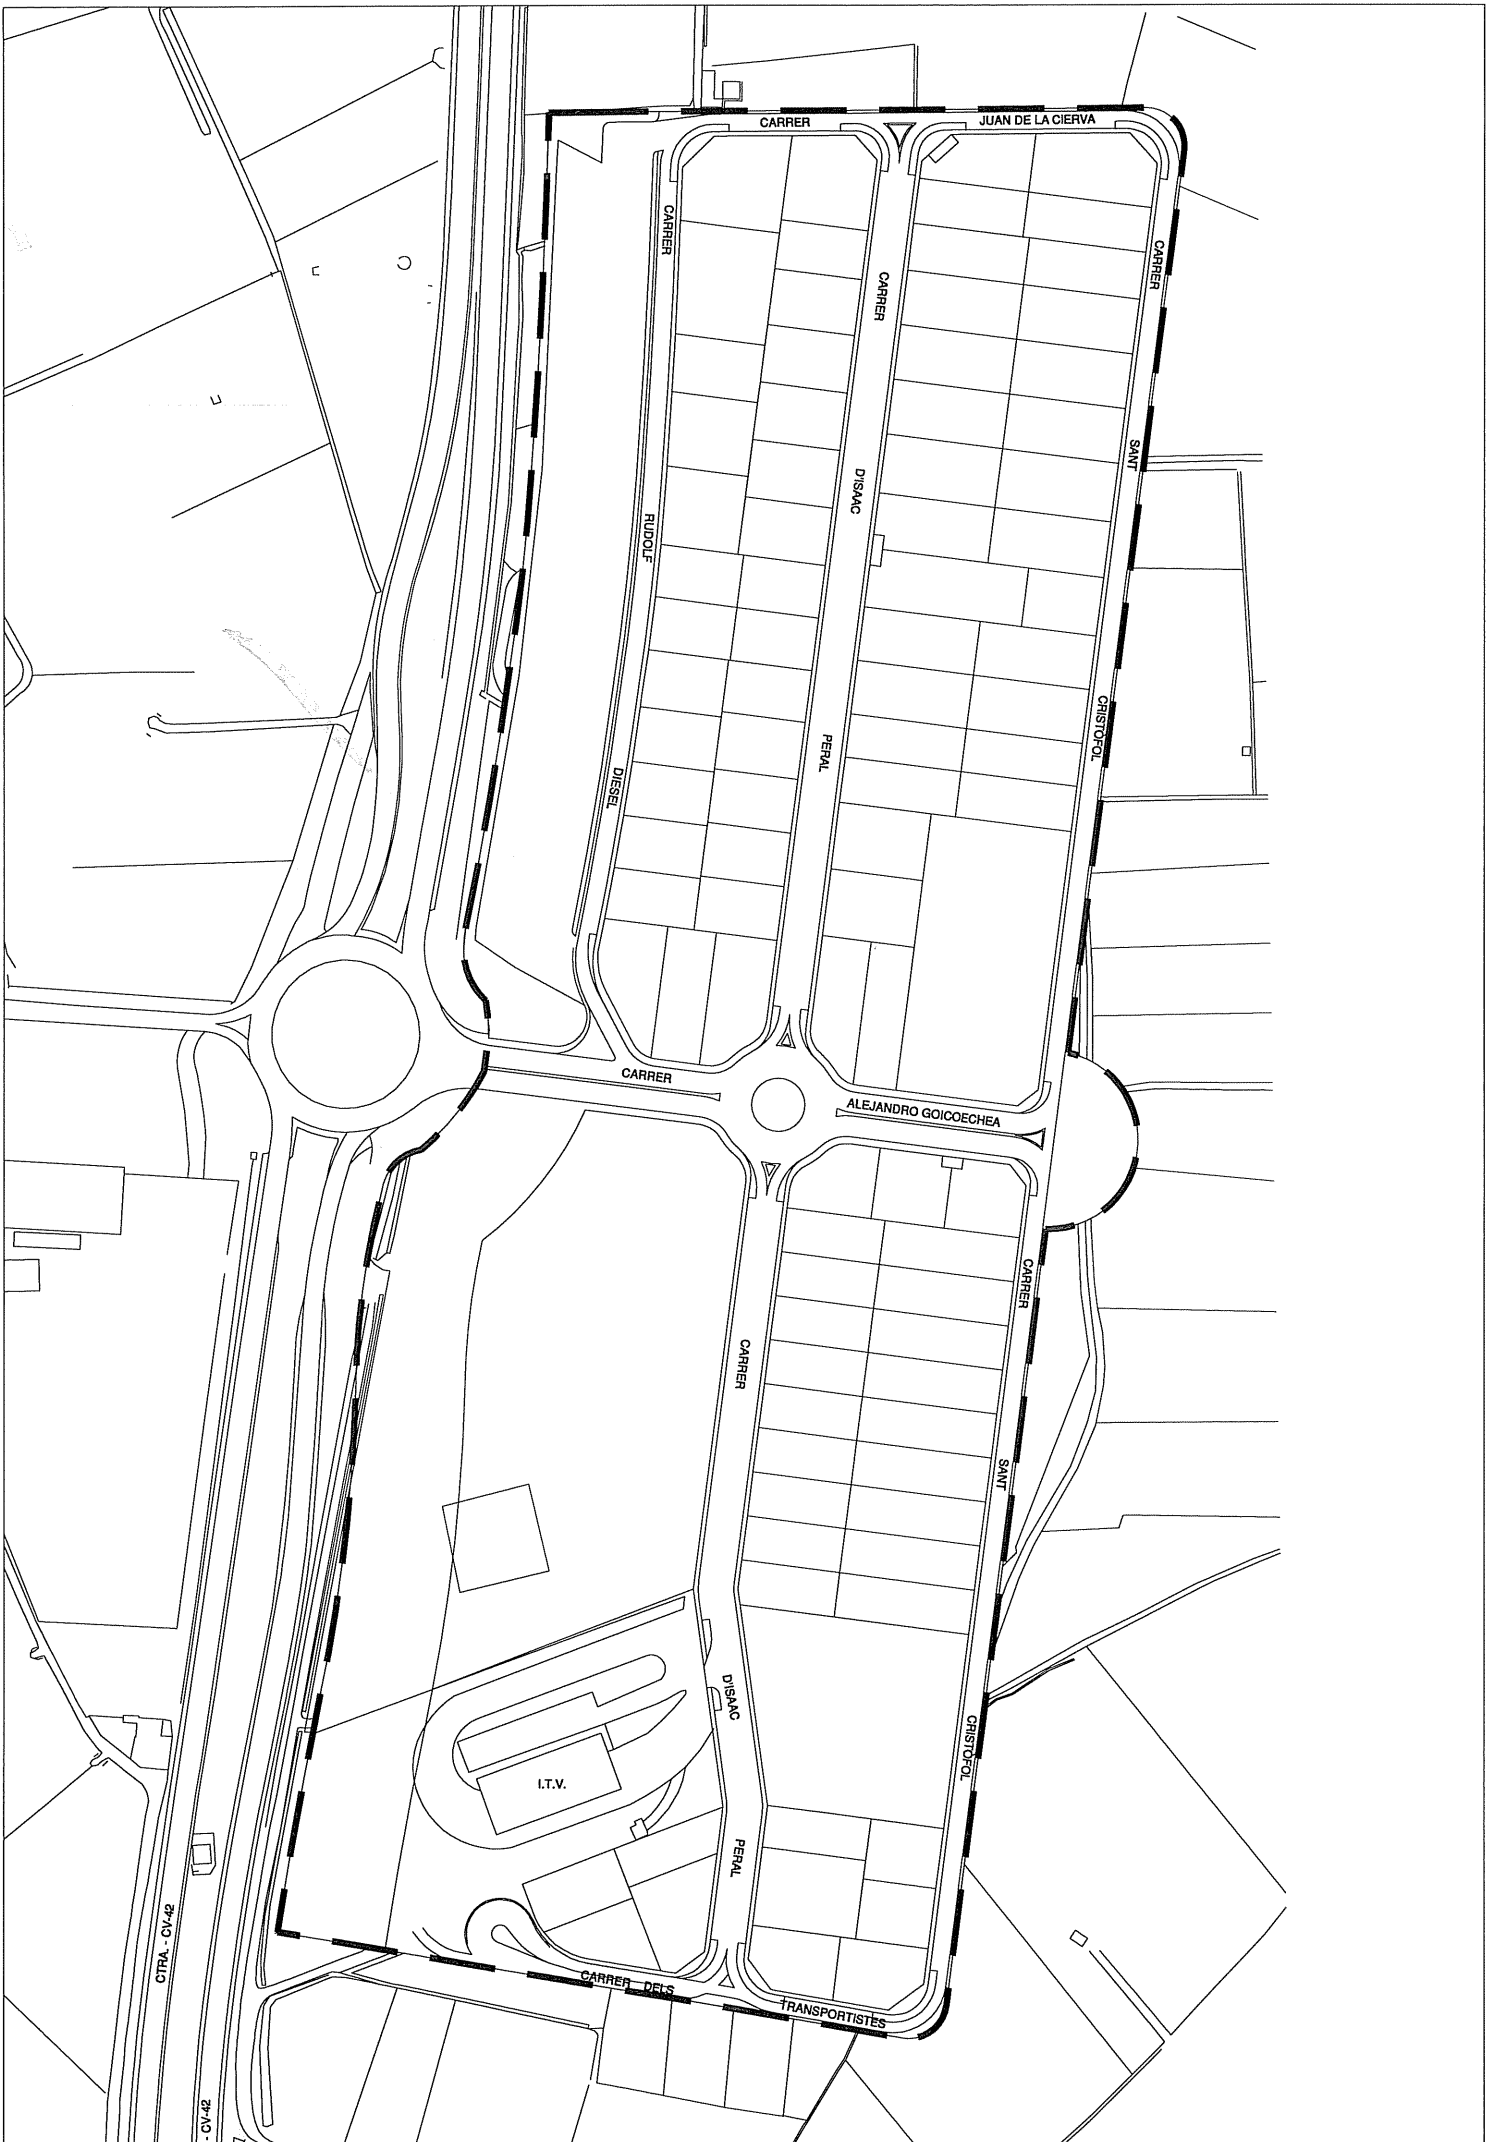 CARRER
JUAN DE LA CIERVA
CARRER
RUDOLF
DIESEL
CARRER
D'ISAAC
PERAL
CARRER
SANT
CRISTÒFOL
CARRER
ALEJANDRO GOICOECHEA
CARRER
D'ISAAC
PERAL
CARRER
SANT
CRISTÒFOL
I.T.V.
CARRER DELS
TRANSPORTISTES
CTRA. - CV-42
- CV-42